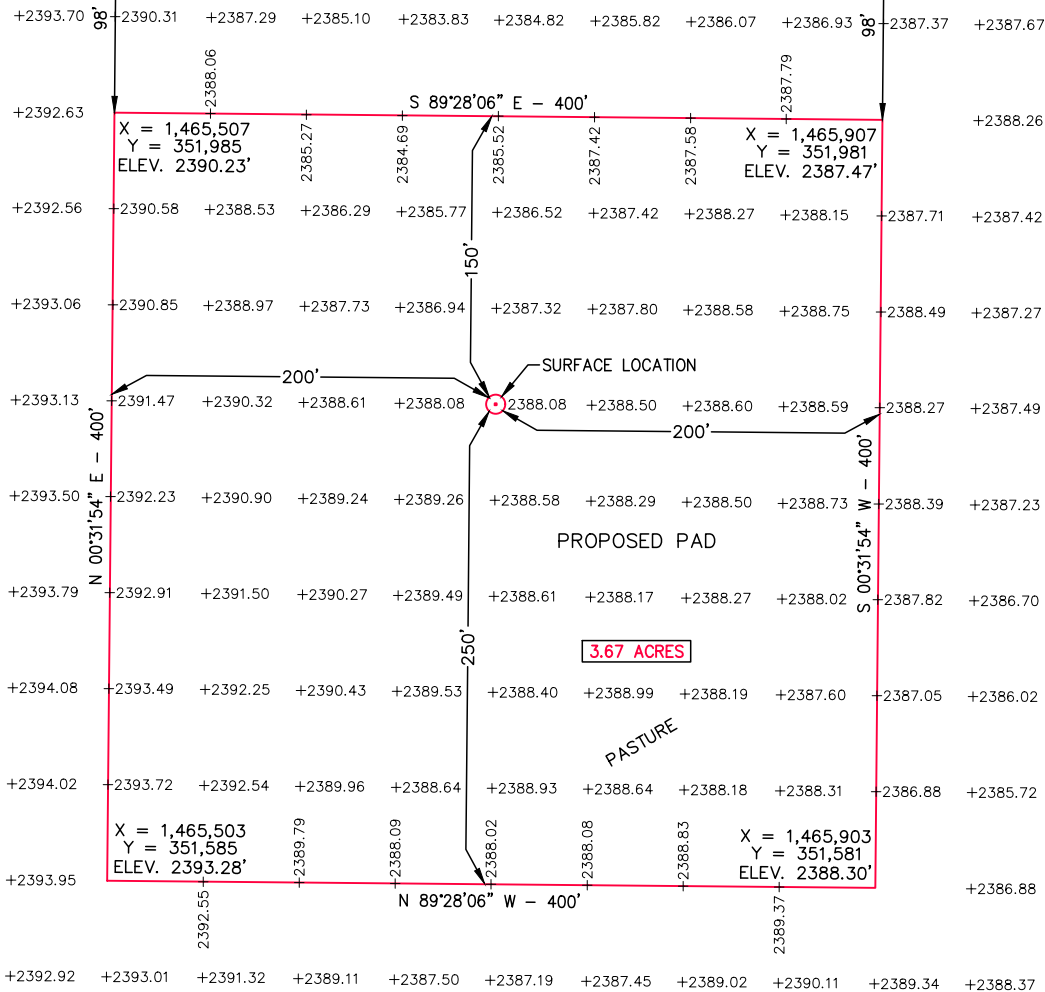 +2393.70 +2390.31 +2387.29 +2385.10 +2383.83 +2384.82 +2385.82 +2386.07 +2386.93 +2387.37 +2387.67
98' 98'
2388.06 2387.79
S 89°28'06" E - 400'
+2392.63 +2388.26
2385.27 2384.69 2385.52 2387.42 2387.58
X = 1,465,507
Y = 351,985
ELEV. 2390.23'
X = 1,465,907
Y = 351,981
ELEV. 2387.47'
+2392.56 +2390.58 +2388.53 +2386.29 +2385.77 +2386.52 +2387.42 +2388.27 +2388.15 +2387.71 +2387.42
150'
+2393.06 +2390.85 +2388.97 +2387.73 +2386.94 +2387.32 +2387.80 +2388.58 +2388.75 +2388.49 +2387.27
SURFACE LOCATION
200'
+2393.13 +2391.47 +2390.32 +2388.61 +2388.08 2388.08 +2388.50 +2388.60 +2388.59 +2388.27 +2387.49
200'
N 00°31'54" E - 400'
S 00°31'54" W - 400'
+2393.50 +2392.23 +2390.90 +2389.24 +2389.26 +2388.58 +2388.29 +2388.50 +2388.73 +2388.39 +2387.23
PROPOSED PAD
+2393.79 +2392.91 +2391.50 +2390.27 +2389.49 +2388.61 +2388.17 +2388.27 +2388.02 +2387.82 +2386.70
250'
3.67 ACRES
+2394.08 +2393.49 +2392.25 +2390.43 +2389.53 +2388.40 +2388.99 +2388.19 +2387.60 +2387.05 +2386.02
PASTURE
+2394.02 +2393.72 +2392.54 +2389.96 +2388.64 +2388.93 +2388.64 +2388.18 +2388.31 +2386.88 +2385.72
X = 1,465,503
Y = 351,585
ELEV. 2393.28'
2389.79 2388.09 2388.02 2388.08 2388.83
X = 1,465,903
Y = 351,581
ELEV. 2388.30'
+2393.95 +2386.88
N 89°28'06" W - 400'
2392.55 2389.37
+2392.92 +2393.01 +2391.32 +2389.11 +2387.50 +2387.19 +2387.45 +2389.02 +2390.11 +2389.34 +2388.37